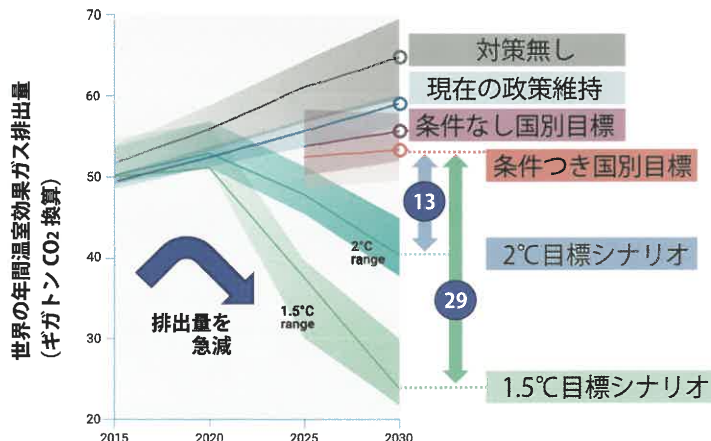 世界の年間温室効果ガス排出量
(ギガトン CO2 換算)
70
60
50
40
30
20
2015
2020
2025
2030
対策無し
現在の政策維持
条件なし国別目標
条件つき国別目標
13
2°C
range
2℃目標シナリオ
29
1.5°C
range
排出量を
急減
1.5℃目標シナリオ